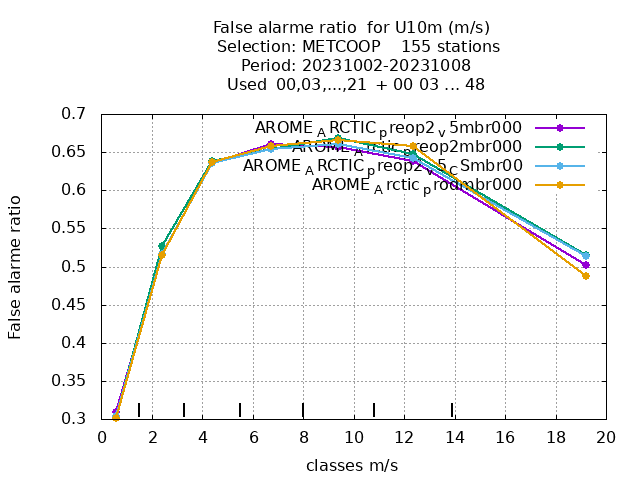 False alarme ratio for U10m (m/s)
Selection: METCOOP 155 stations
Period: 20231002-20231008
Used 00,03,...,21 + 00 03 ... 48
AROME_ARCTIC_preop2_v5mbr000
AROME_Arctic_preop2mbr000
AROME_ARCTIC_preop2_v5_CSmbr00
AROME_Arctic_prodmbr000
False alarme ratio
0.7
0.65
0.6
0.55
0.5
0.45
0.4
0.35
0.3
0 2 4 6 8 10 12 14 16 18 20
classes m/s